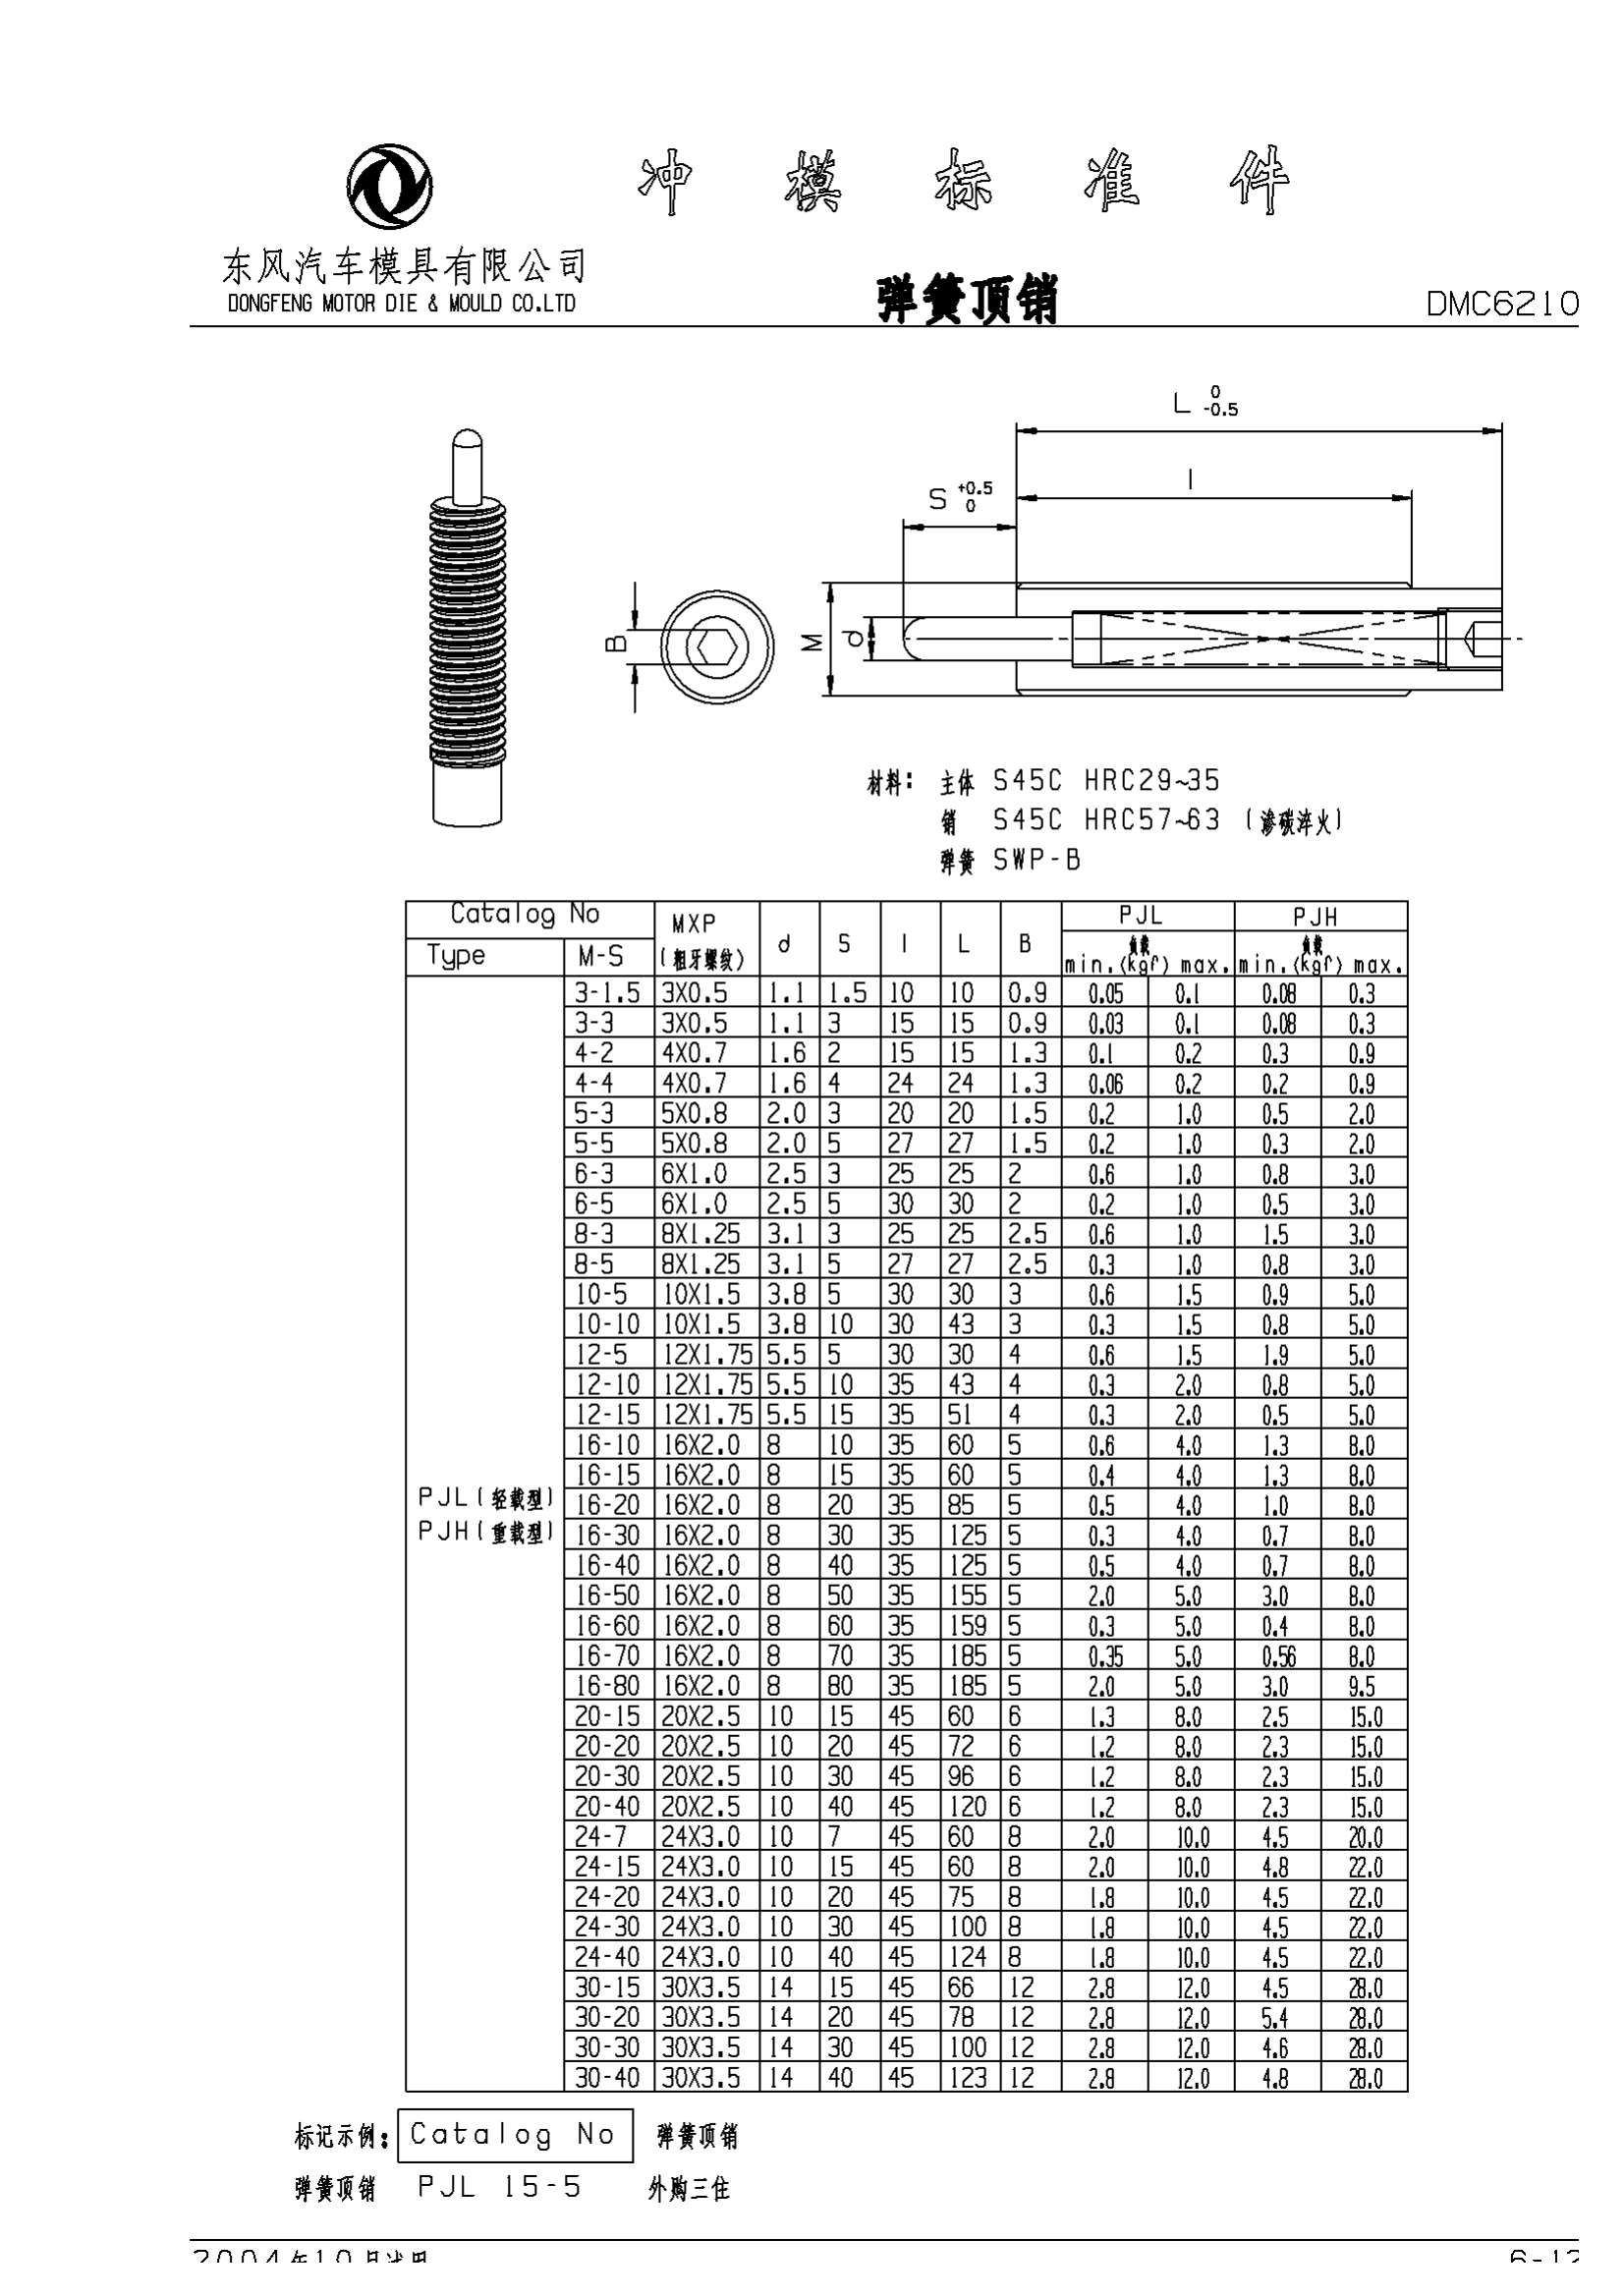 冲模标准件
东风汽车模具有限公司
DONGFENG MOTOR DIE & MOULD CO.LTD
弹簧顶销
DMC6210
L 0 -0.5
l
S +0.5 0
B
M
d
材料: 主体 S45C HRC29~35
销 S45C HRC57~63 (渗碳淬火)
弹簧 SWP-B
Catalog No MXP (粗牙螺纹) d S l L B PJL PJH
Type M-S 负载 min.(kgf) max. 负载 min.(kgf) max.
3-1.5 3X0.5 1.1 1.5 10 10 0.9 0.05 0.1 0.08 0.3
3-3 3X0.5 1.1 3 15 15 0.9 0.03 0.1 0.08 0.3
4-2 4X0.7 1.6 2 15 15 1.3 0.1 0.2 0.3 0.9
4-4 4X0.7 1.6 4 24 24 1.3 0.06 0.2 0.2 0.9
5-3 5X0.8 2.0 3 20 20 1.5 0.2 1.0 0.5 2.0
5-5 5X0.8 2.0 5 27 27 1.5 0.2 1.0 0.3 2.0
6-3 6X1.0 2.5 3 25 25 2 0.6 1.0 0.8 3.0
6-5 6X1.0 2.5 5 30 30 2 0.2 1.0 0.5 3.0
8-3 8X1.25 3.1 3 25 25 2.5 0.6 1.0 1.5 3.0
8-5 8X1.25 3.1 5 27 27 2.5 0.3 1.0 0.8 3.0
10-5 10X1.5 3.8 5 30 30 3 0.6 1.5 0.9 5.0
10-10 10X1.5 3.8 10 30 43 3 0.3 1.5 0.8 5.0
12-5 12X1.75 5.5 5 30 30 4 0.6 1.5 1.9 5.0
12-10 12X1.75 5.5 10 35 43 4 0.3 2.0 0.8 5.0
12-15 12X1.75 5.5 15 35 51 4 0.3 2.0 0.5 5.0
16-10 16X2.0 8 10 35 60 5 0.6 4.0 1.3 8.0
16-15 16X2.0 8 15 35 60 5 0.4 4.0 1.3 8.0
PJL(轻载型) 16-20 16X2.0 8 20 35 85 5 0.5 4.0 1.0 8.0
PJH(重载型) 16-30 16X2.0 8 30 35 125 5 0.3 4.0 0.7 8.0
16-40 16X2.0 8 40 35 125 5 0.5 4.0 0.7 8.0
16-50 16X2.0 8 50 35 155 5 2.0 5.0 3.0 8.0
16-60 16X2.0 8 60 35 159 5 0.3 5.0 0.4 8.0
16-70 16X2.0 8 70 35 185 5 0.35 5.0 0.56 8.0
16-80 16X2.0 8 80 35 185 5 2.0 5.0 3.0 9.5
20-15 20X2.5 10 15 45 60 6 1.3 8.0 2.5 15.0
20-20 20X2.5 10 20 45 72 6 1.2 8.0 2.3 15.0
20-30 20X2.5 10 30 45 96 6 1.2 8.0 2.3 15.0
20-40 20X2.5 10 40 45 120 6 1.2 8.0 2.3 15.0
24-7 24X3.0 10 7 45 60 8 2.0 10.0 4.5 20.0
24-15 24X3.0 10 15 45 60 8 2.0 10.0 4.8 22.0
24-20 24X3.0 10 20 45 75 8 1.8 10.0 4.5 22.0
24-30 24X3.0 10 30 45 100 8 1.8 10.0 4.5 22.0
24-40 24X3.0 10 40 45 124 8 1.8 10.0 4.5 22.0
30-15 30X3.5 14 15 45 66 12 2.8 12.0 4.5 28.0
30-20 30X3.5 14 20 45 78 12 2.8 12.0 5.4 28.0
30-30 30X3.5 14 30 45 100 12 2.8 12.0 4.6 28.0
30-40 30X3.5 14 40 45 123 12 2.8 12.0 4.8 28.0
标记示例: Catalog No 弹簧顶销
弹簧顶销 PJL 15-5 外购三住
2004年10月
6-12